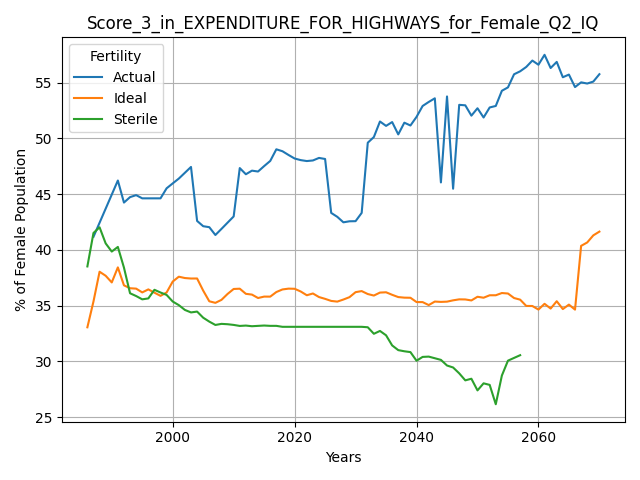 Score_3_in_EXPENDITURE_FOR_HIGHWAYS_for_Female_Q2_IQ
Fertility
Actual
Ideal
Sterile
% of Female Population
55
50
45
40
35
30
25
2000
2020
2040
2060
Years